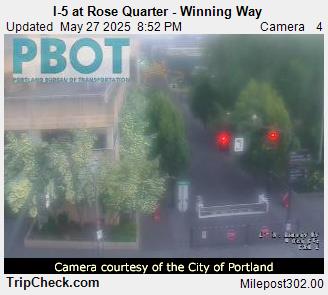 I-5 at Rose Quarter - Winning Way
Updated May 27 2025 8:52 PM Camera 4
PBOT
PORTLAND BUREAU OF TRANSPORTATION
Camera courtesy of the City of Portland
TripCheck.com Milepost302.00